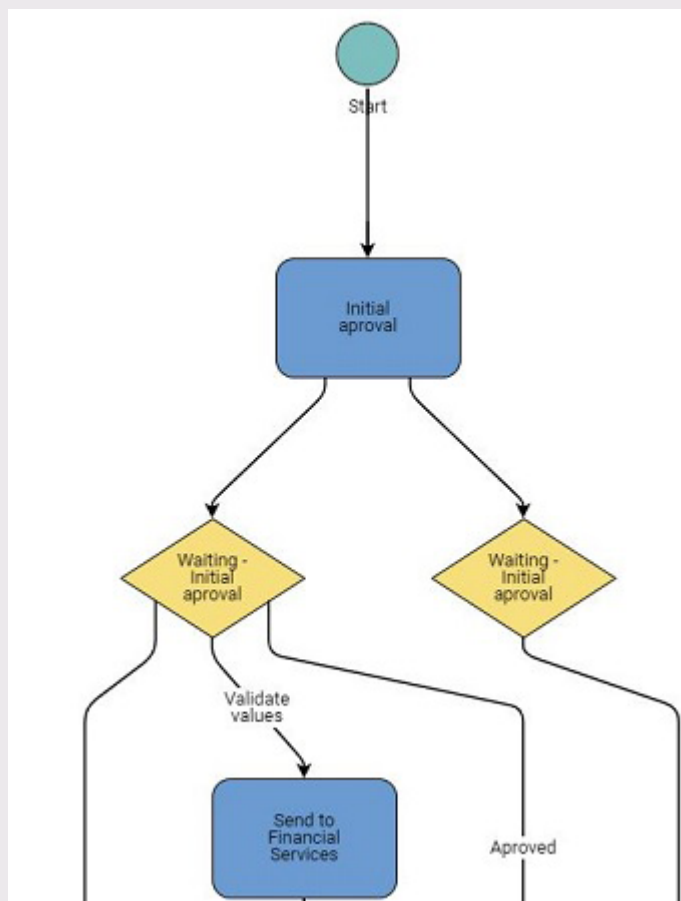 Start
Initial
aproval
Waiting -
Initial
aproval
Waiting -
Initial
aproval
Validate
values
Send to
Financial
Services
Aproved